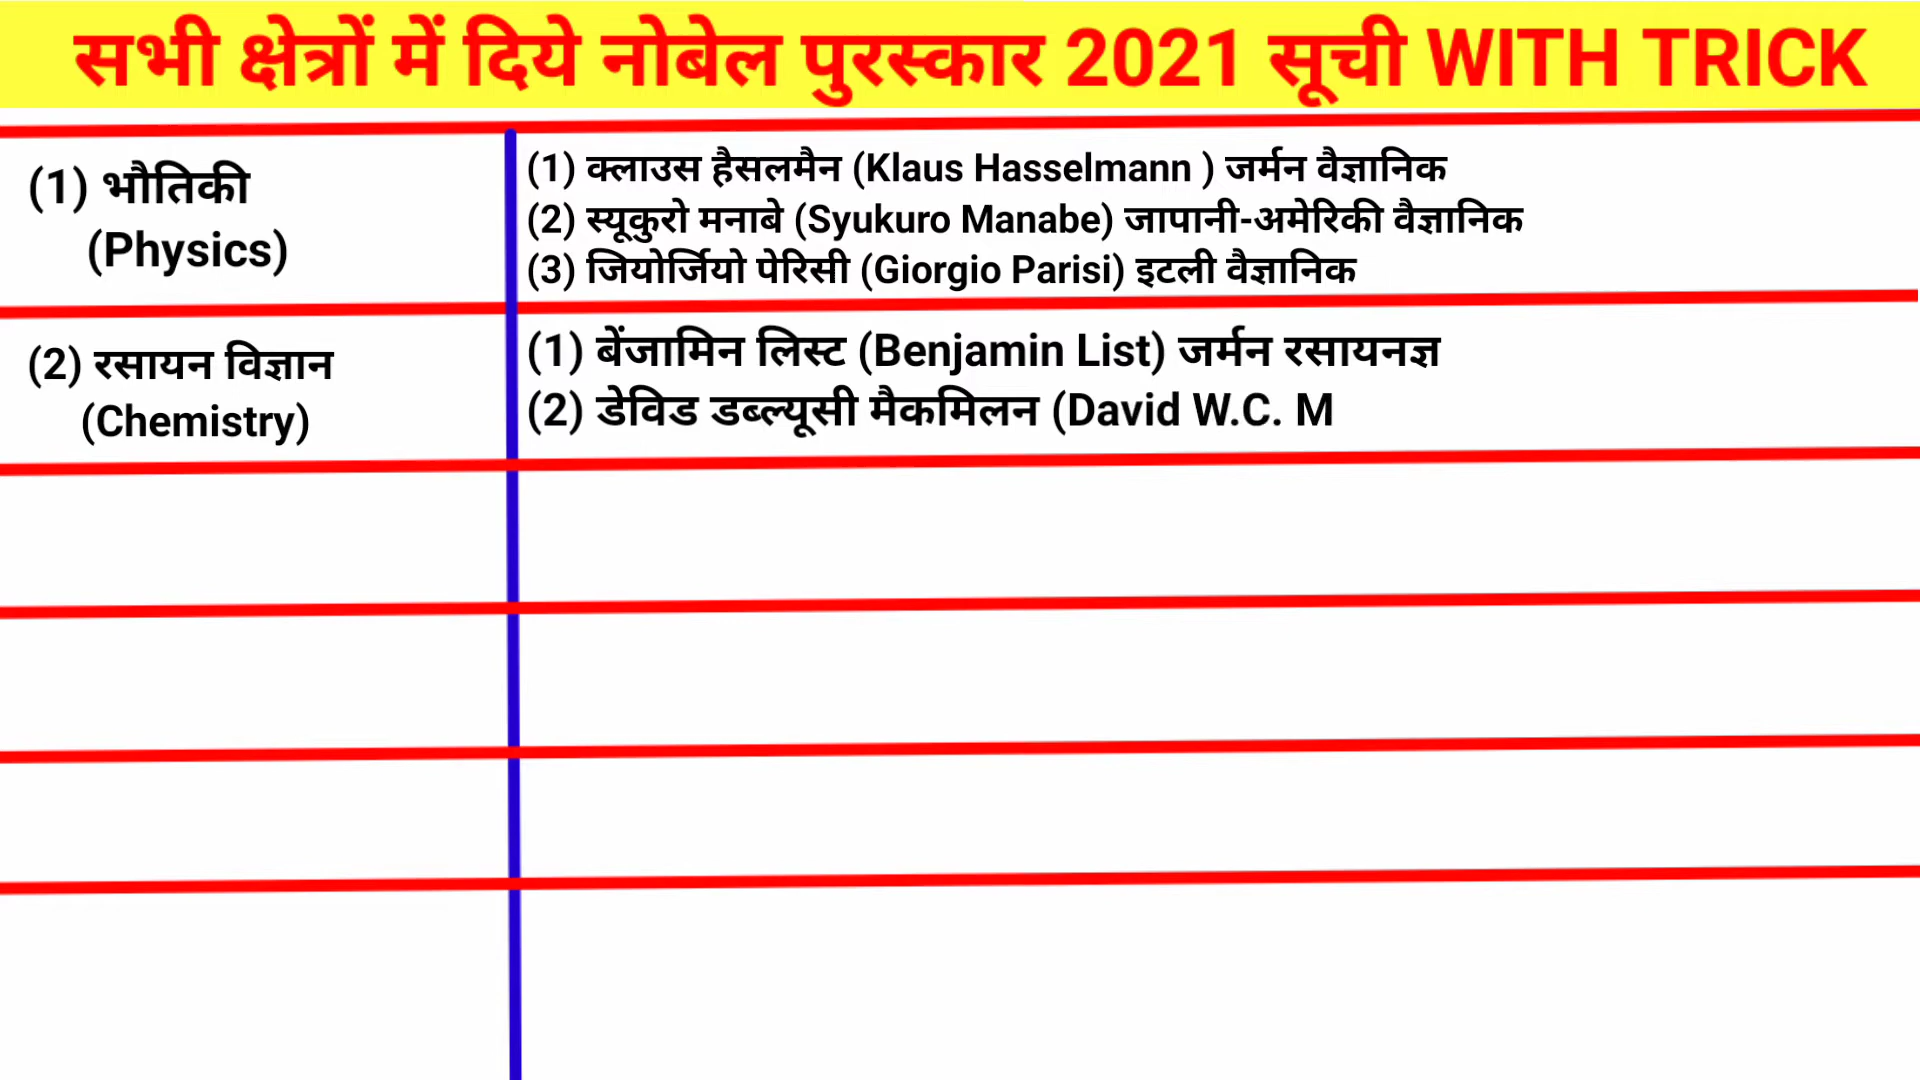 सभी क्षेत्रों में दिये नोबेल पुरस्कार 2021 सूची WITH TRICK
(1) भौतिकी
(Physics)
(1) क्लाउस हैसलमैन (Klaus Hasselmann ) जर्मन वैज्ञानिक
(2) स्यूकुरो मनाबे (Syukuro Manabe) जापानी-अमेरिकी वैज्ञानिक
(3) जियोर्जियो पेरिसी (Giorgio Parisi) इटली वैज्ञानिक
(2) रसायन विज्ञान
(Chemistry)
(1) बेंजामिन लिस्ट (Benjamin List) जर्मन रसायनज्ञ
(2) डेविड डब्ल्यूसी मैकमिलन (David W.C. M